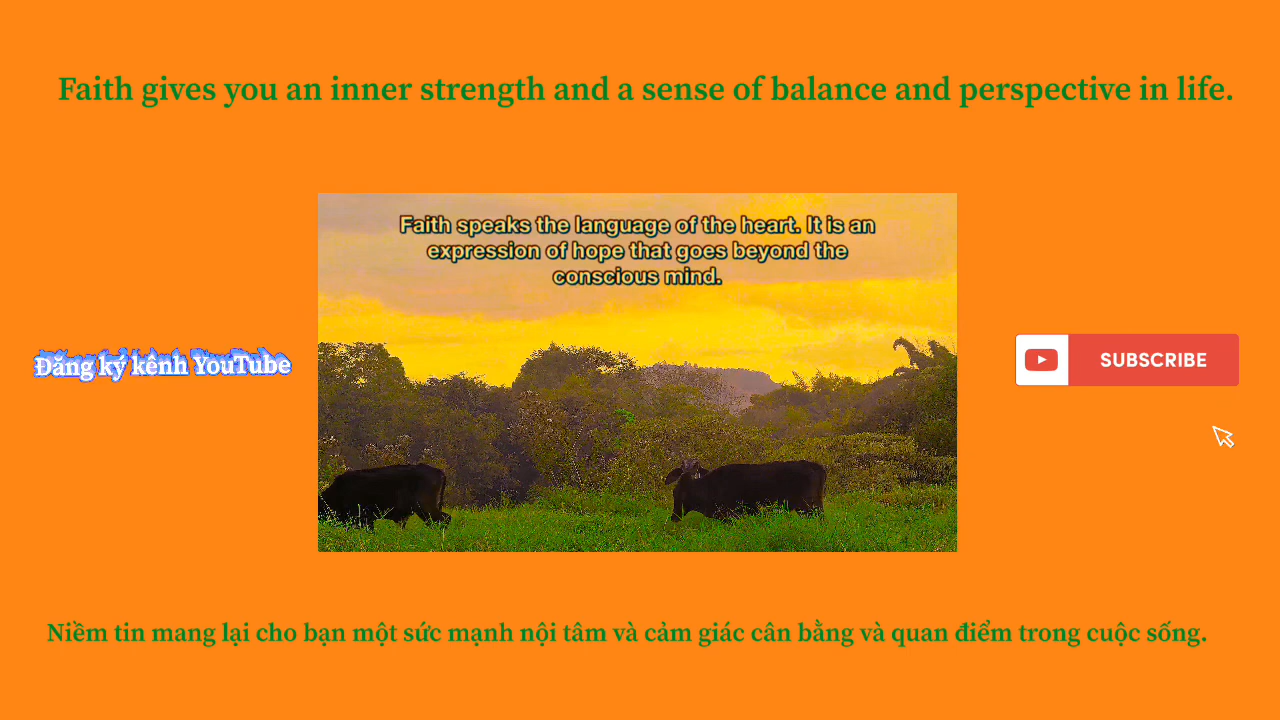 Faith gives you an inner strength and a sense of balance and perspective in life.
Faith speaks the language of the heart. It is an
expression of hope that goes beyond the
conscious mind.
Đăng ký kênh YouTube
SUBSCRIBE
Niềm tin mang lại cho bạn một sức mạnh nội tâm và cảm giác cân bằng và quan điểm trong cuộc sống.